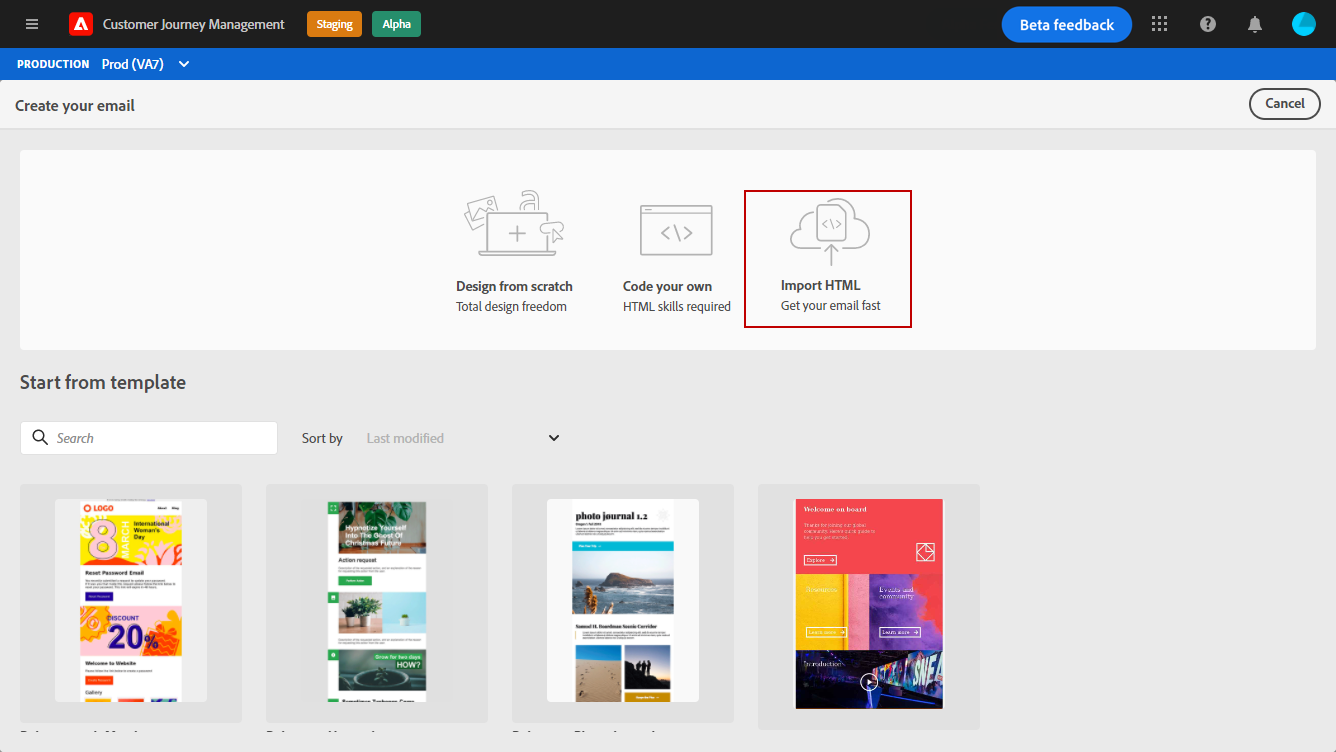 Customer Journey Management
Staging
Alpha
Beta feedback
PRODUCTION Prod (VA7)
Create your email
Cancel
a
Design from scratch
Total design freedom
Code your own
HTML skills required
Import HTML
Get your email fast
Start from template
Search
Sort by
Last modified
LOGO
8
MARCH
International
Woman's
Day
Reset Password Email
DISCOUNT
20%
Welcome to Website
Gallery
Hypnotize Yourself
Into The Ghost Of
Christmas Future
Action request
Grow for two days
HOW?
photo journal 1.2
Samuel H. Boardman Scenic Corridor
Welcome on board
Explore
Events and
community
Learn more
Learn more
Introduction